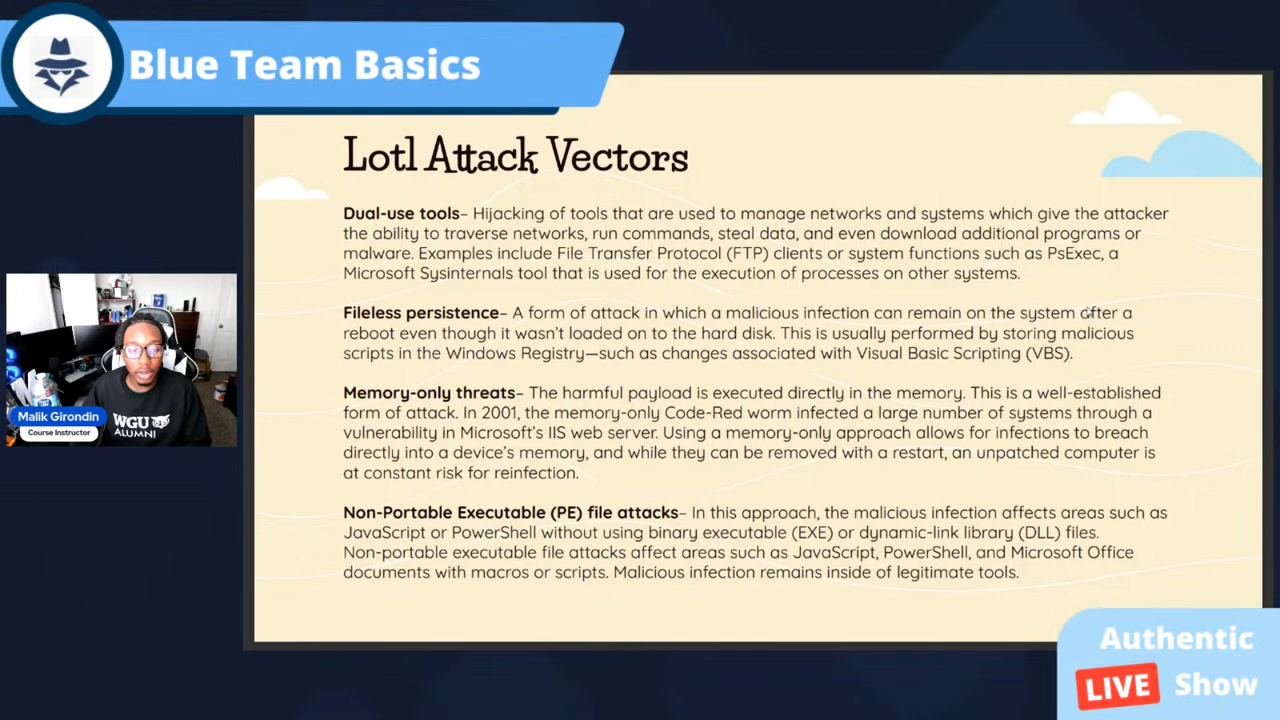 Blue Team Basics
Lotl Attack Vectors
Dual-use tools– Hijacking of tools that are used to manage networks and systems which give the attacker
the ability to traverse networks, run commands, steal data, and even download additional programs or
malware. Examples include File Transfer Protocol (FTP) clients or system functions such as PsExec, a
Microsoft Sysinternals tool that is used for the execution of processes on other systems.
Fileless persistence– A form of attack in which a malicious infection can remain on the system after a
reboot even though it wasn't loaded on to the hard disk. This is usually performed by storing malicious
scripts in the Windows Registry—such as changes associated with Visual Basic Scripting (VBS).
Memory-only threats– The harmful payload is executed directly in the memory. This is a well-established
form of attack. In 2001, the memory-only Code-Red worm infected a large number of systems through a
vulnerability in Microsoft's IIS web server. Using a memory-only approach allows for infections to breach
directly into a device's memory, and while they can be removed with a restart, an unpatched computer is
at constant risk for reinfection.
Non-Portable Executable (PE) file attacks– In this approach, the malicious infection affects areas such as
JavaScript or PowerShell without using binary executable (EXE) or dynamic-link library (DLL) files.
Non-portable executable file attacks affect areas such as JavaScript, PowerShell, and Microsoft Office
documents with macros or scripts. Malicious infection remains inside of legitimate tools.
Malik Girondin
Course Instructor
WGU
ALUMNI
Authentic
LIVE Show